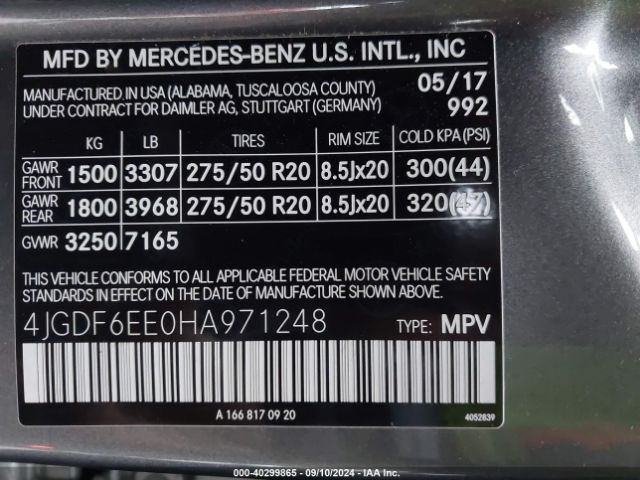 MFD BY MERCEDES-BENZ U.S. INTL., INC
MANUFACTURED IN USA (ALABAMA, TUSCALOOSA COUNTY) 05/17
UNDER CONTRACT FOR DAIMLER AG, STUTTGART (GERMANY) 992
KG LB TIRES RIM SIZE COLD KPA (PSI)
GAWR FRONT 1500 3307 275/50 R20 8.5Jx20 300(44)
GAWR REAR 1800 3968 275/50 R20 8.5Jx20 320(47)
GVWR 3250 7165
THIS VEHICLE CONFORMS TO ALL APPLICABLE FEDERAL MOTOR VEHICLE SAFETY
STANDARDS IN EFFECT ON THE DATE OF MANUFACTURE SHOWN ABOVE.
4JGDF6EE0HA971248 TYPE: MPV
A 166 817 09 20
4052839
0-000 - 40299865 - 09/10/2024 - IAA Inc.